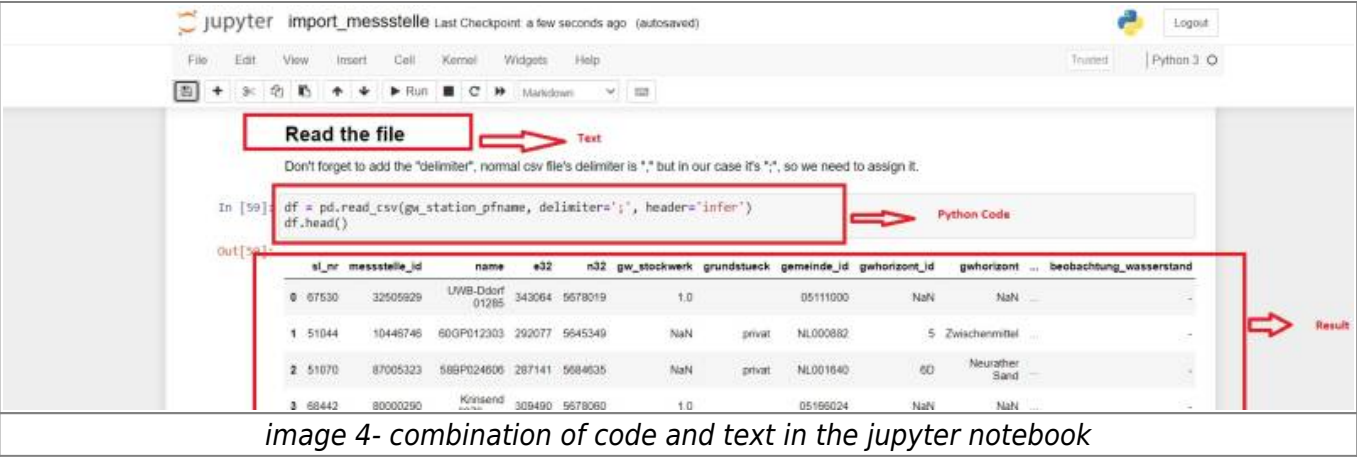 jupyter import_messstelle Last Checkpoint: a few seconds ago (autosaved)
Logout
File Edit View Insert Cell Kernel Widgets Help
Trusted Python 3
Run Markdown
Read the file
Text
Don't forget to add the "delimiter", normal csv file's delimiter is "," but in our case it's ";", so we need to assign it.
In [59]: df = pd.read_csv(gw_station_pfname, delimiter=';', header='infer')
df.head()
Python Code
Out[59]:
sl_nr messstelle_id name e32 n32 gw_stockwerk grundstueck gemeinde_id gwhorizont_id gwhorizont ... beobachtung_wasserstand
0 67530 32505929 UWB-Ddorf 01285 343064 5678019 1.0 05111000 NaN NaN ... -
1 51044 10446746 60GP012303 292077 5645349 NaN privat NL000882 5 Zwischenmittel ... -
Result
2 51070 87005323 58BP024606 287141 5684635 NaN privat NL001640 6D Neurather Sand ... -
3 68442 80000290 309490 5678060 1.0 05166024 NaN NaN ... -
image 4- combination of code and text in the jupyter notebook